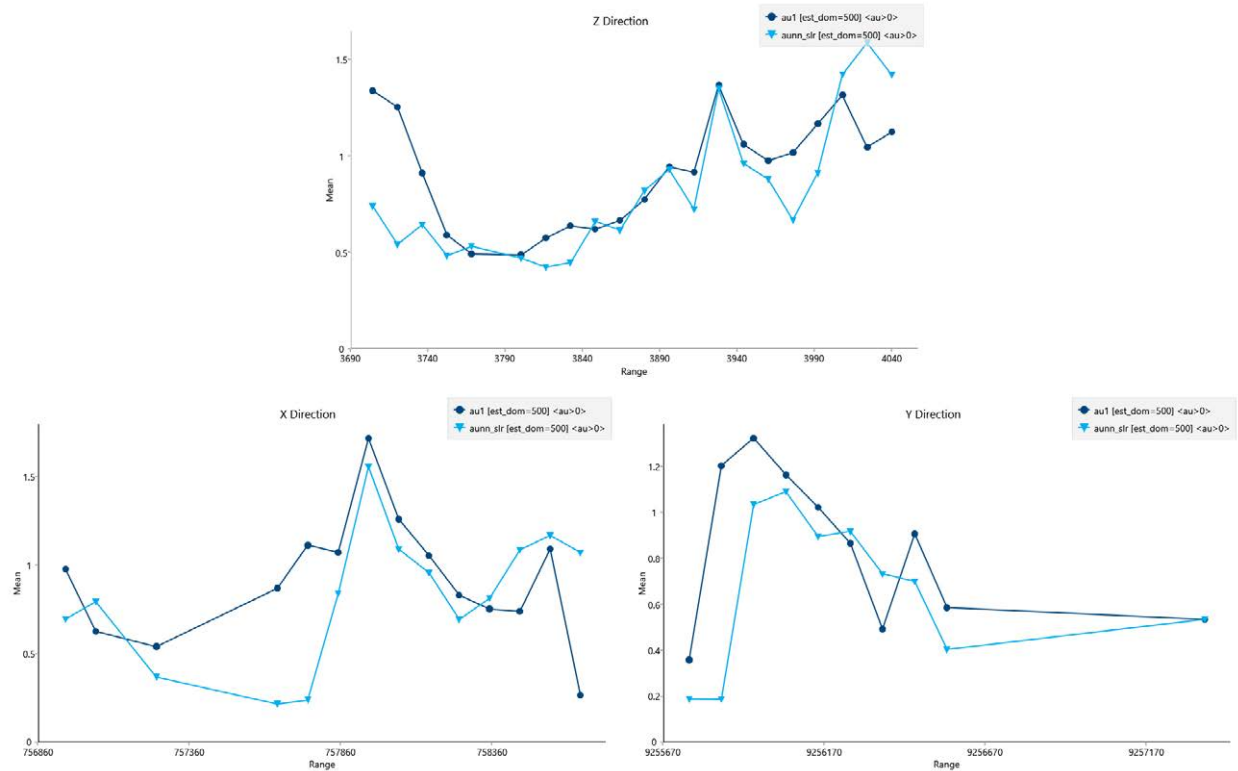 Z Direction
au1 [est_dom=500] <au>0>
aunn_slr [est_dom=500] <au>0>
1.5
1
0.5
0
Mean
3690 3740 3790 3840 3890 3940 3990 4040
Range
X Direction
au1 [est_dom=500] <au>0>
aunn_slr [est_dom=500] <au>0>
1.5
1
0.5
0
Mean
756860 757360 757860 758360
Range
Y Direction
au1 [est_dom=500] <au>0>
aunn_slr [est_dom=500] <au>0>
1.2
1
0.8
0.6
0.4
0.2
0
Mean
9255670 9256170 9256670 9257170
Range